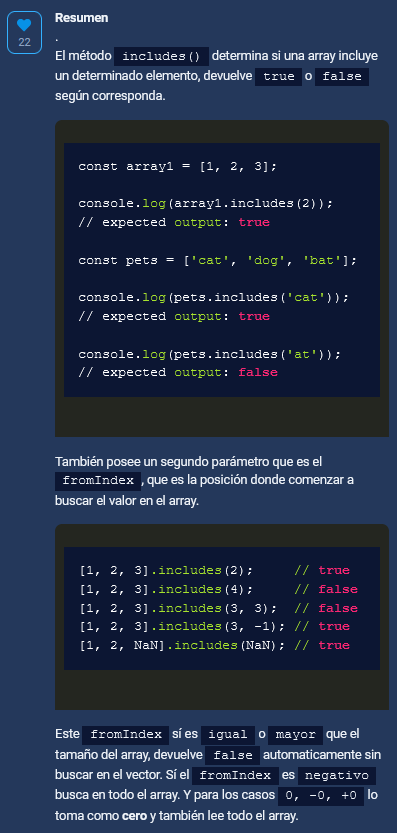 Resumen
22
.
El método includes() determina si una array incluye
un determinado elemento, devuelve true o false
según corresponda.
const array1 = [1, 2, 3];
console.log(array1.includes(2));
// expected output: true
const pets = ['cat', 'dog', 'bat'];
console.log(pets.includes('cat'));
// expected output: true
console.log(pets.includes('at'));
// expected output: false
También posee un segundo parámetro que es el
fromIndex, que es la posición donde comenzar a
buscar el valor en el array.
[1, 2, 3].includes(2);     // true
[1, 2, 3].includes(4);     // false
[1, 2, 3].includes(3, 3);  // false
[1, 2, 3].includes(3, -1); // true
[1, 2, NaN].includes(NaN); // true
Este fromIndex sí es igual o mayor que el
tamaño del array, devuelve false automaticamente sin
buscar en el vector. Sí el fromIndex es negativo
busca en todo el array. Y para los casos 0, -0, +0 lo
toma como cero y también lee todo el array.